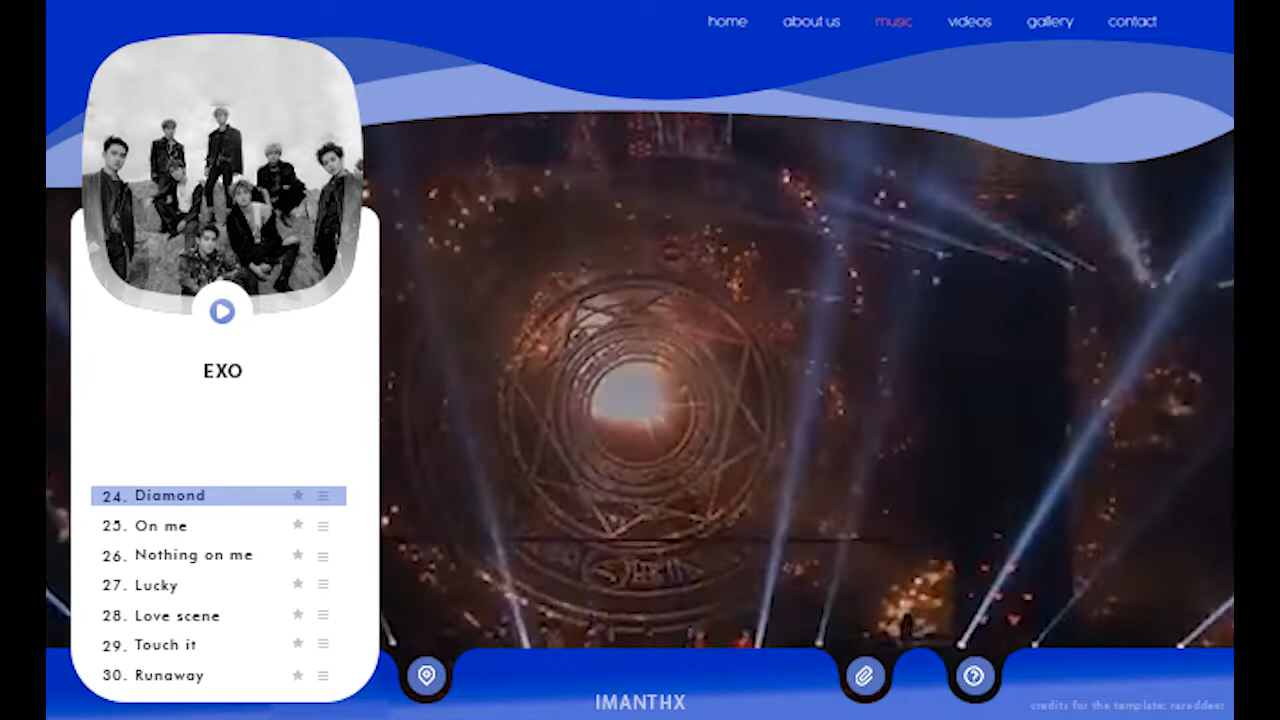 home about us music videos gallery contact
EXO
24. Diamond
25. On me
26. Nothing on me
27. Lucky
28. Love scene
29. Touch it
30. Runaway
IMANTHX
credits for the template: rareddeer